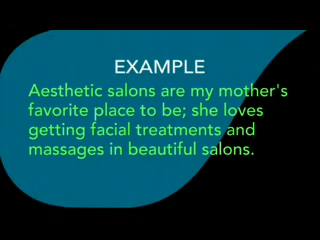 EXAMPLE
Aesthetic salons are my mother's
favorite place to be; she loves
getting facial treatments and
massages in beautiful salons.